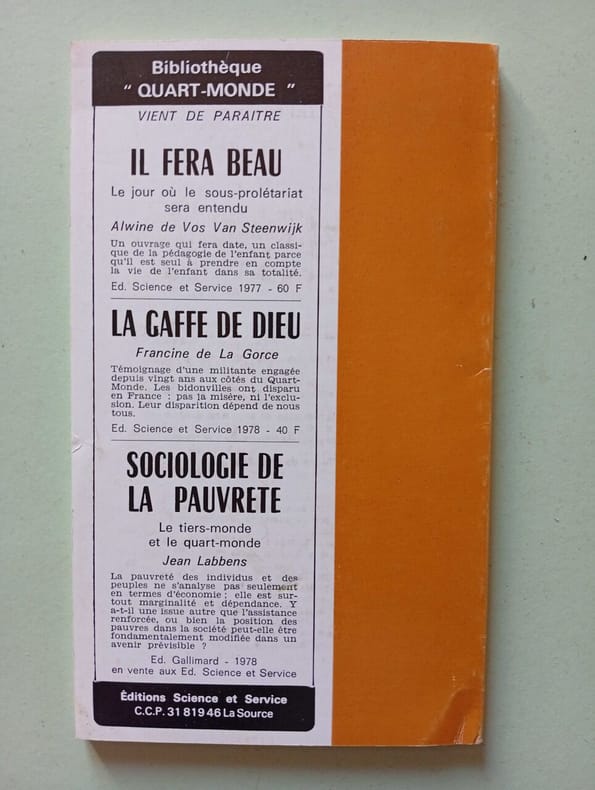 Bibliothèque
" QUART-MONDE "
VIENT DE PARAITRE
IL FERA BEAU
Le jour où le sous-prolétariat
sera entendu
Alwine de Vos Van Steenwijk
Un ouvrage qui fera date, un classi-
que de la pédagogie de l'enfant parce
qu'il est seul à prendre en compte
la vie de l'enfant dans sa totalité.
Ed. Science et Service 1977 - 60 F
LA GAFFE DE DIEU
Francine de La Gorce
Témoignage d'une militante engagée
depuis vingt ans aux côtés du Quart-
Monde. Les bidonvilles ont disparu
en France ; pas la misère, ni l'exclu-
sion. Leur disparition dépend de nous
tous.
Ed. Science et Service 1978 - 40 F
SOCIOLOGIE DE
LA PAUVRETE
Le tiers-monde
et le quart-monde
Jean Labbens
La pauvreté des individus et des
peuples ne s'analyse pas seulement
en termes d'économie ; elle est sur-
tout marginalité et dépendance. Y
a-t-il une issue autre que l'assistance
renforcée, ou bien la position des
pauvres dans la société peut-elle être
fondamentalement modifiée dans un
avenir prévisible ?
Ed. Gallimard - 1978
en vente aux Ed. Science et Service
Éditions Science et Service
C.C.P. 31 819 46 La Source